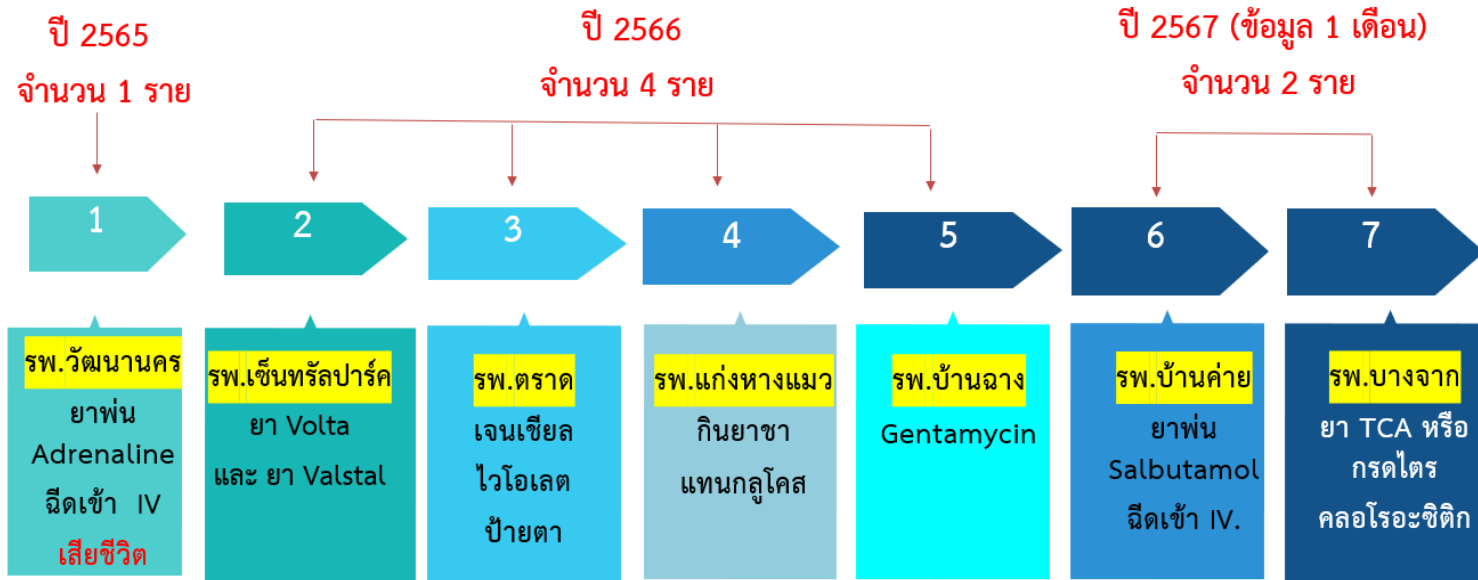 ปี 2565
จำนวน 1 ราย
ปี 2566
จำนวน 4 ราย
ปี 2567 (ข้อมูล 1 เดือน)
จำนวน 2 ราย
1
2
3
4
5
6
7
รพ.วัฒนานคร
ยาพ่น
Adrenaline
ฉีดเข้า IV
เสียชีวิต
รพ.เซ็นทรัลปาร์ค
ยา Volta
และ ยา Valstal
รพ.ตราด
เจนเชียล
ไวโอเลต
ป้ายตา
รพ.แก่งหางแมว
กินยาชา
แทนกลูโคส
รพ.บ้านฉาง
Gentamycin
รพ.บ้านค่าย
ยาพ่น
Salbutamol
ฉีดเข้า IV.
รพ.บางจาก
ยา TCA หรือ
กรดไตร
คลอโรอะซิติก